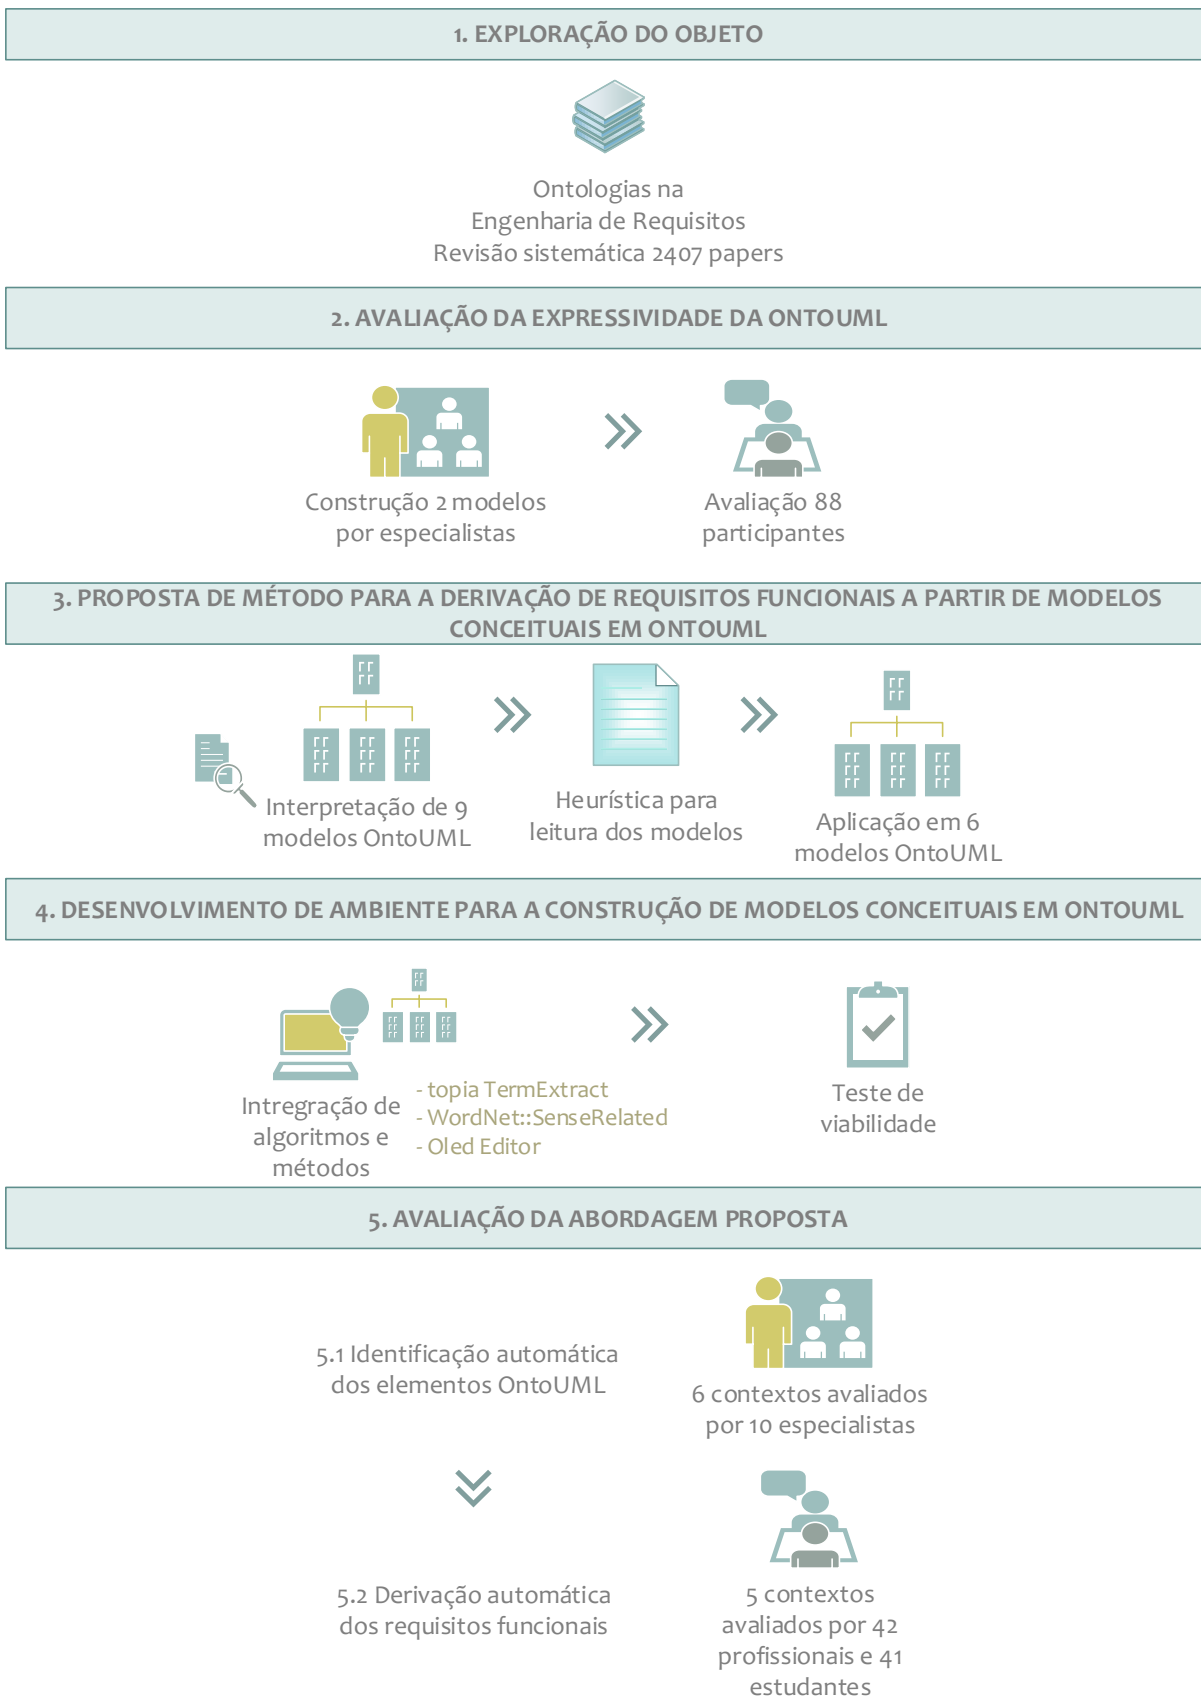 1. EXPLORAÇÃO DO OBJETO
Ontologias na
Engenharia de Requisitos
Revisão sistemática 2407 papers
2. AVALIAÇÃO DA EXPRESSIVIDADE DA ONTOUML
Construção 2 modelos
por especialistas
Avaliação 88
participantes
3. PROPOSTA DE MÉTODO PARA A DERIVAÇÃO DE REQUISITOS FUNCIONAIS A PARTIR DE MODELOS
CONCEITUAIS EM ONTOUML
Interpretação de 9
modelos OntoUML
Heurística para
leitura dos modelos
Aplicação em 6
modelos OntoUML
4. DESENVOLVIMENTO DE AMBIENTE PARA A CONSTRUÇÃO DE MODELOS CONCEITUAIS EM ONTOUML
Intregração de
algoritmos e
métodos
- topia TermExtract
- WordNet::SenseRelated
- Oled Editor
Teste de
viabilidade
5. AVALIAÇÃO DA ABORDAGEM PROPOSTA
5.1 Identificação automática
dos elementos OntoUML
6 contextos avaliados
por 10 especialistas
5.2 Derivação automática
dos requisitos funcionais
5 contextos
avaliados por 42
profissionais e 41
estudantes